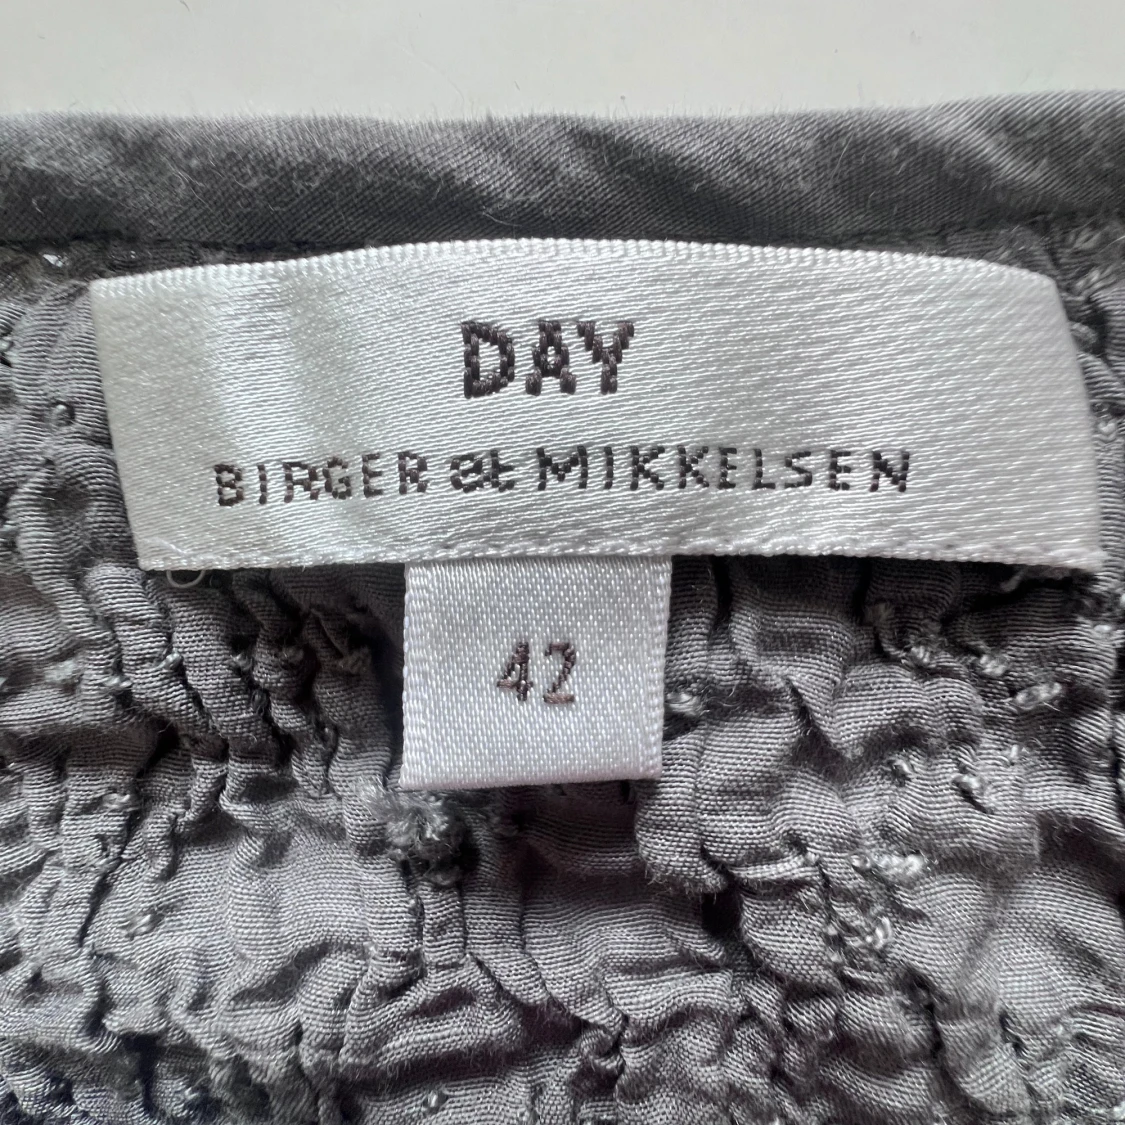 DAY
BIRGER et MIKKELSEN
42